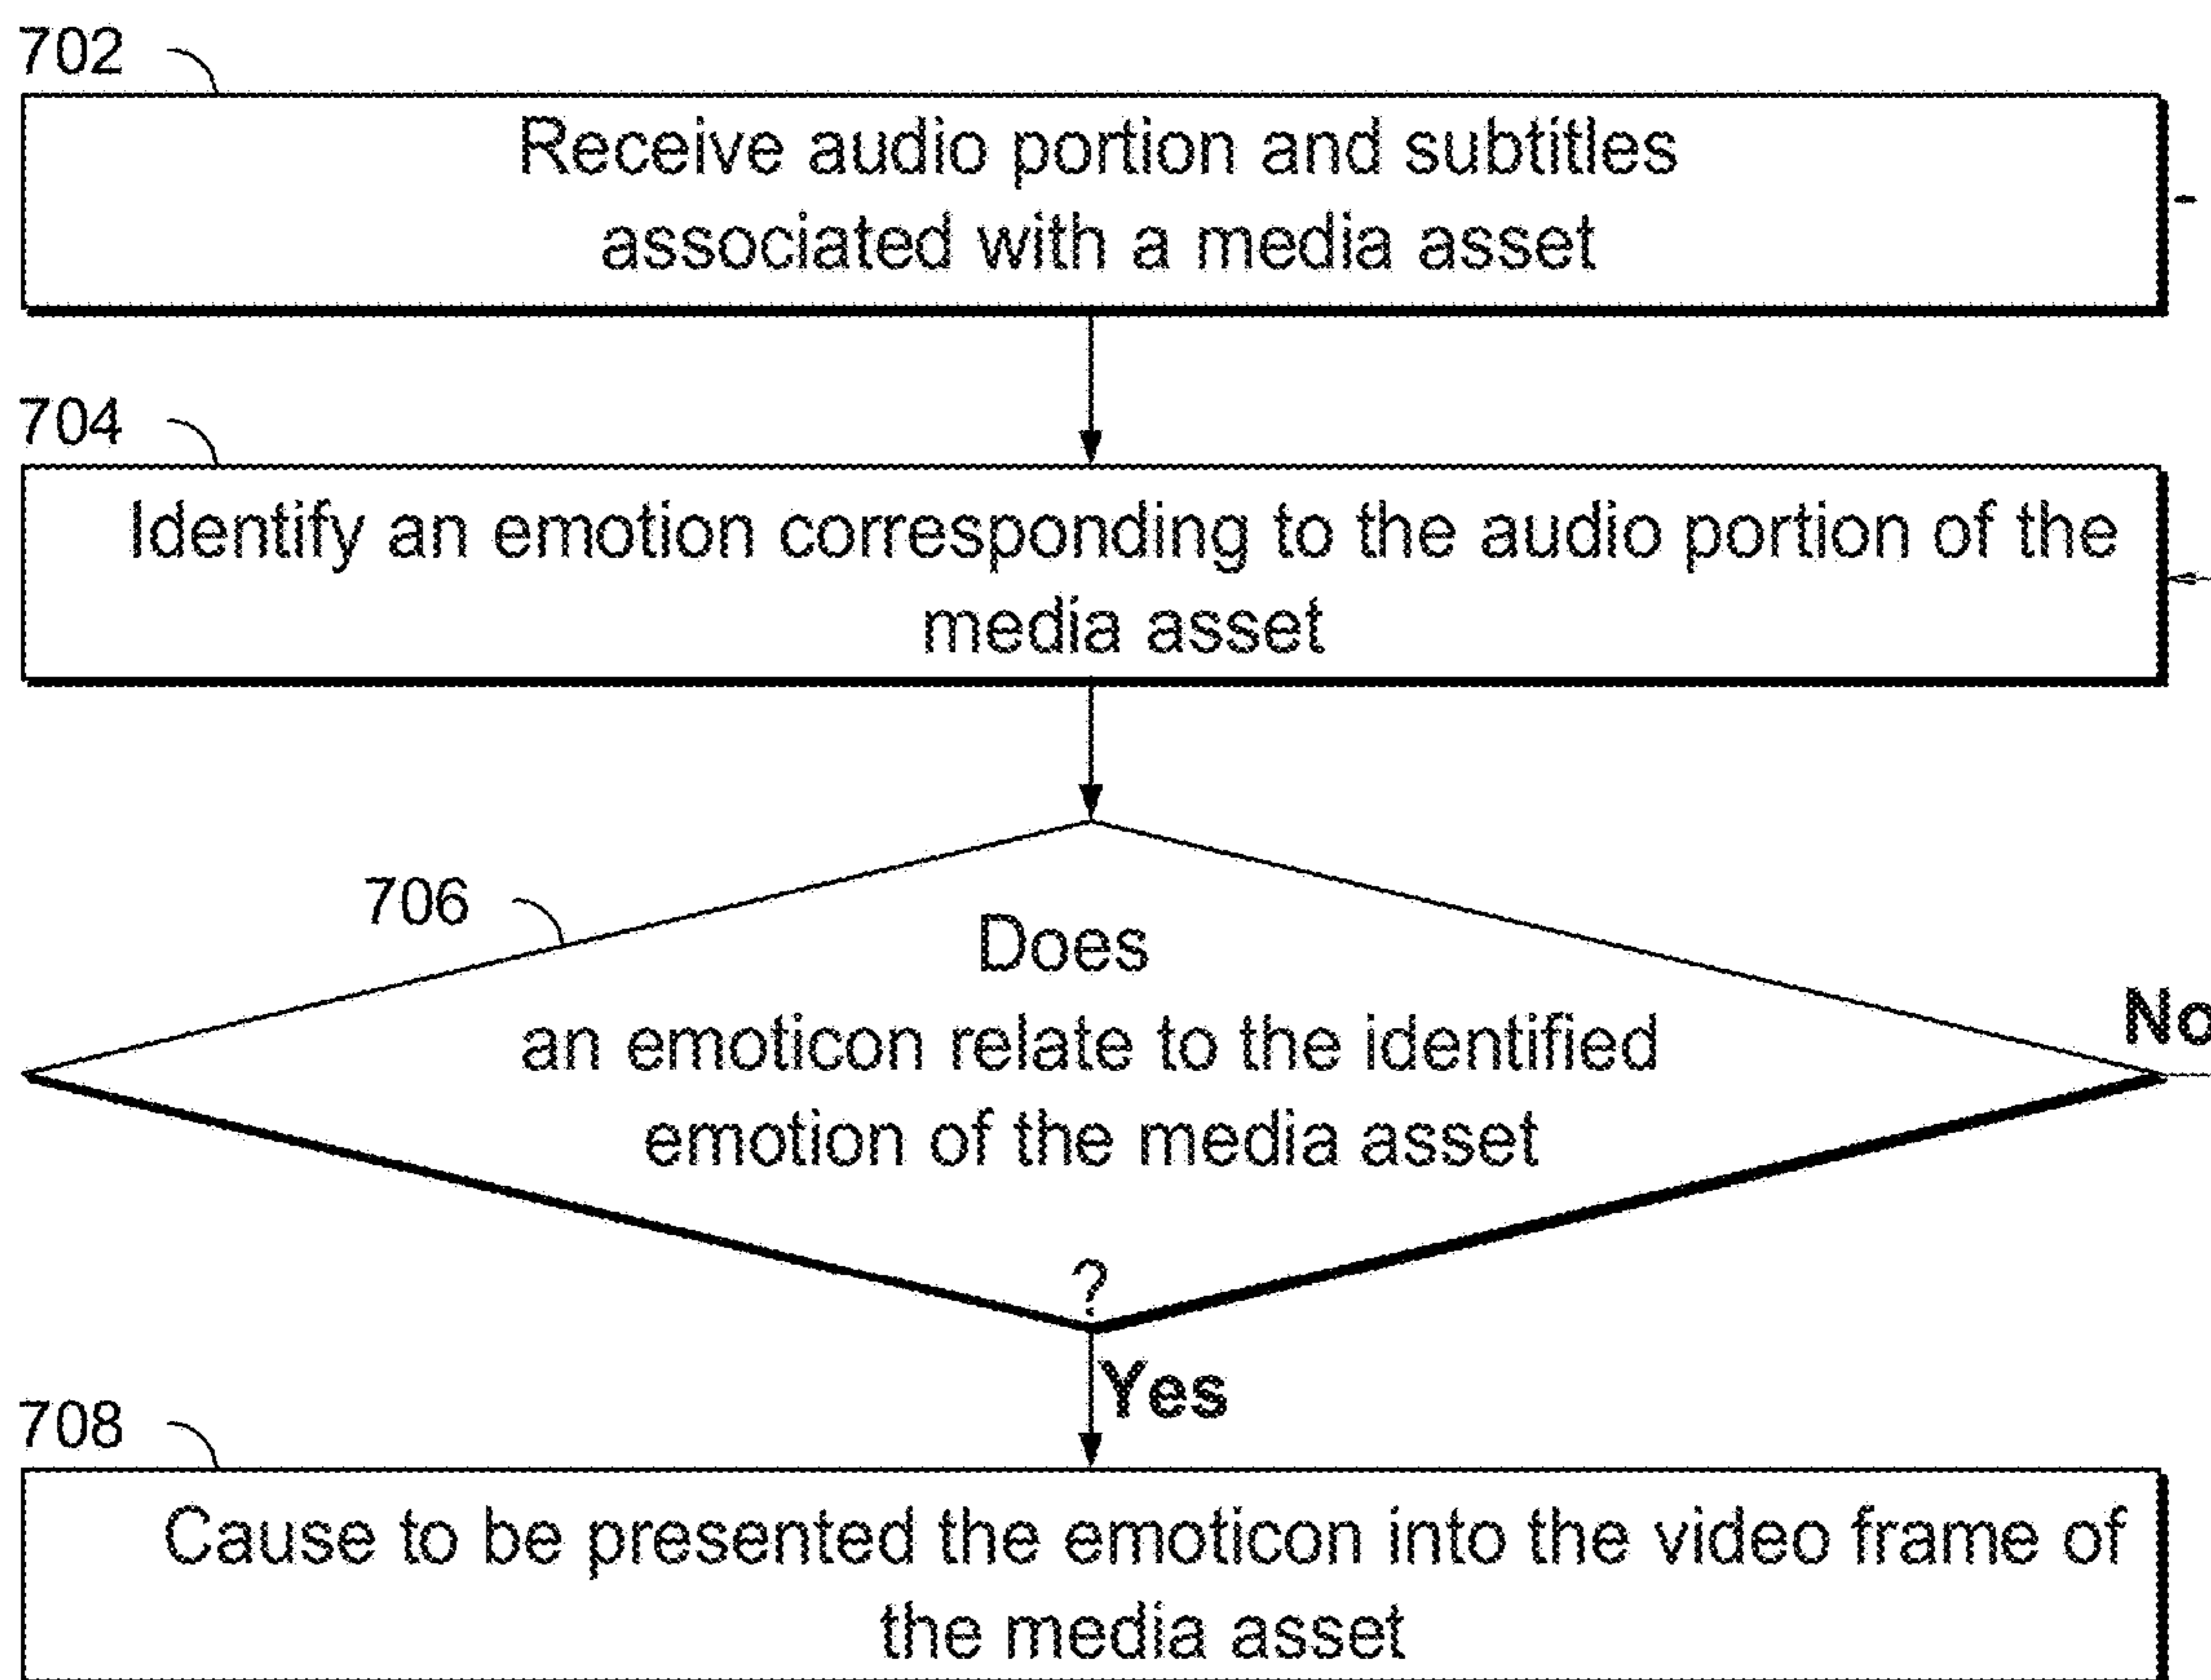 702
Receive audio portion and subtitles
associated with a media asset
704
Identify an emotion corresponding to the audio portion of the
media asset
706
Does
an emoticon relate to the identified
emotion of the media asset
?
No
Yes
708
Cause to be presented the emoticon into the video frame of
the media asset